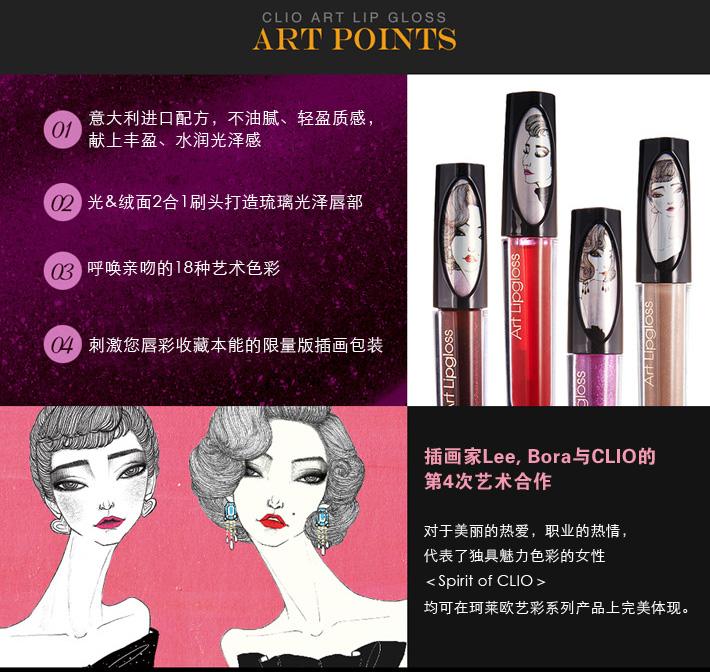 CLIO ART LIP GLOSS
ART POINTS
01
意大利进口配方，不油腻、轻盈质感，
献上丰盈、水润光泽感
02
光&绒面2合1刷头打造琉璃光泽唇部
03
呼唤亲吻的18种艺术色彩
04
刺激您唇彩收藏本能的限量版插画包装
Art Lipgloss
Art Lipgloss
gloss
Art Lipgloss
插画家Lee, Bora与CLIO的
第4次艺术合作
对于美丽的热爱，职业的热情，
代表了独具魅力色彩的女性
＜Spirit of CLIO＞
均可在珂莱欧艺彩系列产品上完美体现。